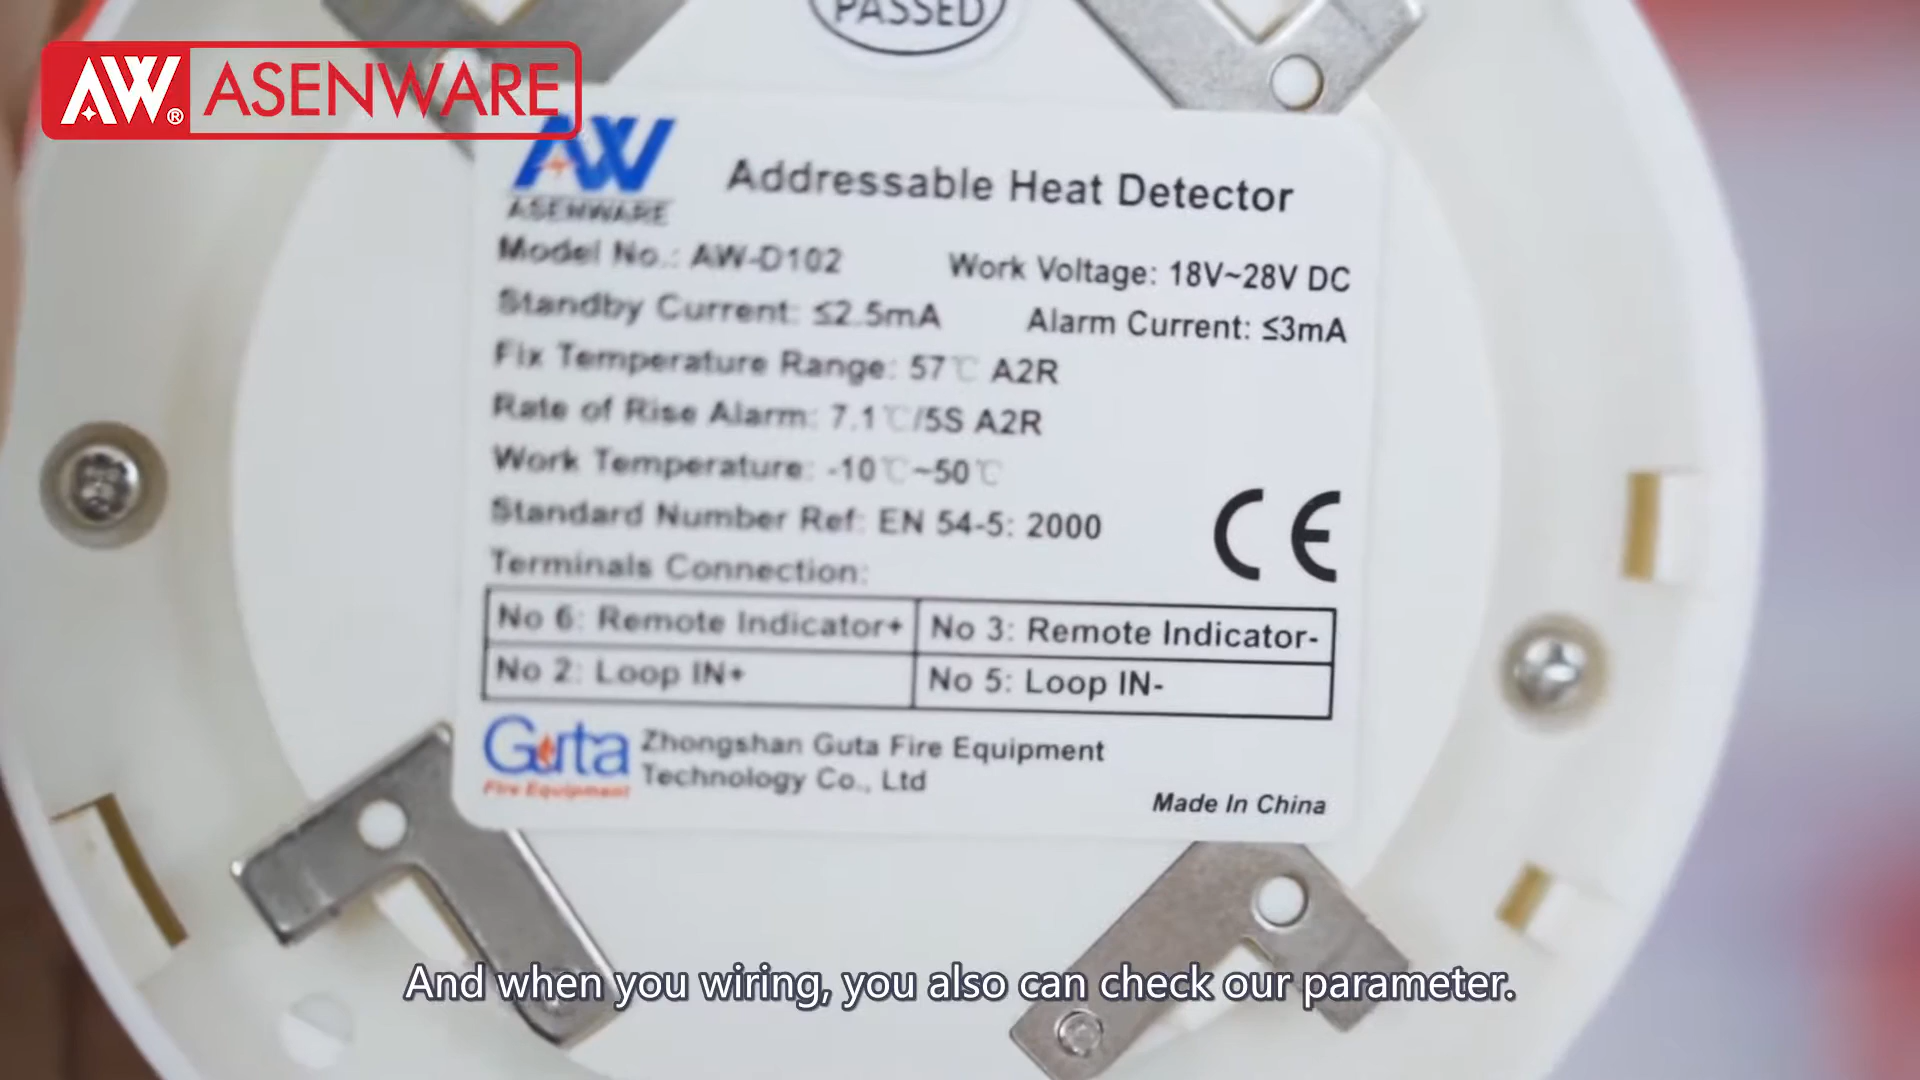 PASSED
AW® ASENWARE
AW
ASENWARE
Addressable Heat Detector
Model No.: AW-D102 Work Voltage: 18V~28V DC
Standby Current: ≤2.5mA Alarm Current: ≤3mA
Fix Temperature Range: 57℃ A2R
Rate of Rise Alarm: 7.1℃/5S A2R
Work Temperature: -10℃~50℃
Standard Number Ref: EN 54-5: 2000
CE
Terminals Connection:
No 6: Remote Indicator+ No 3: Remote Indicator-
No 2: Loop IN+ No 5: Loop IN-
Guta Zhongshan Guta Fire Equipment
Fire Equipment Technology Co., Ltd
Made In China
And when you wiring, you also can check our parameter.